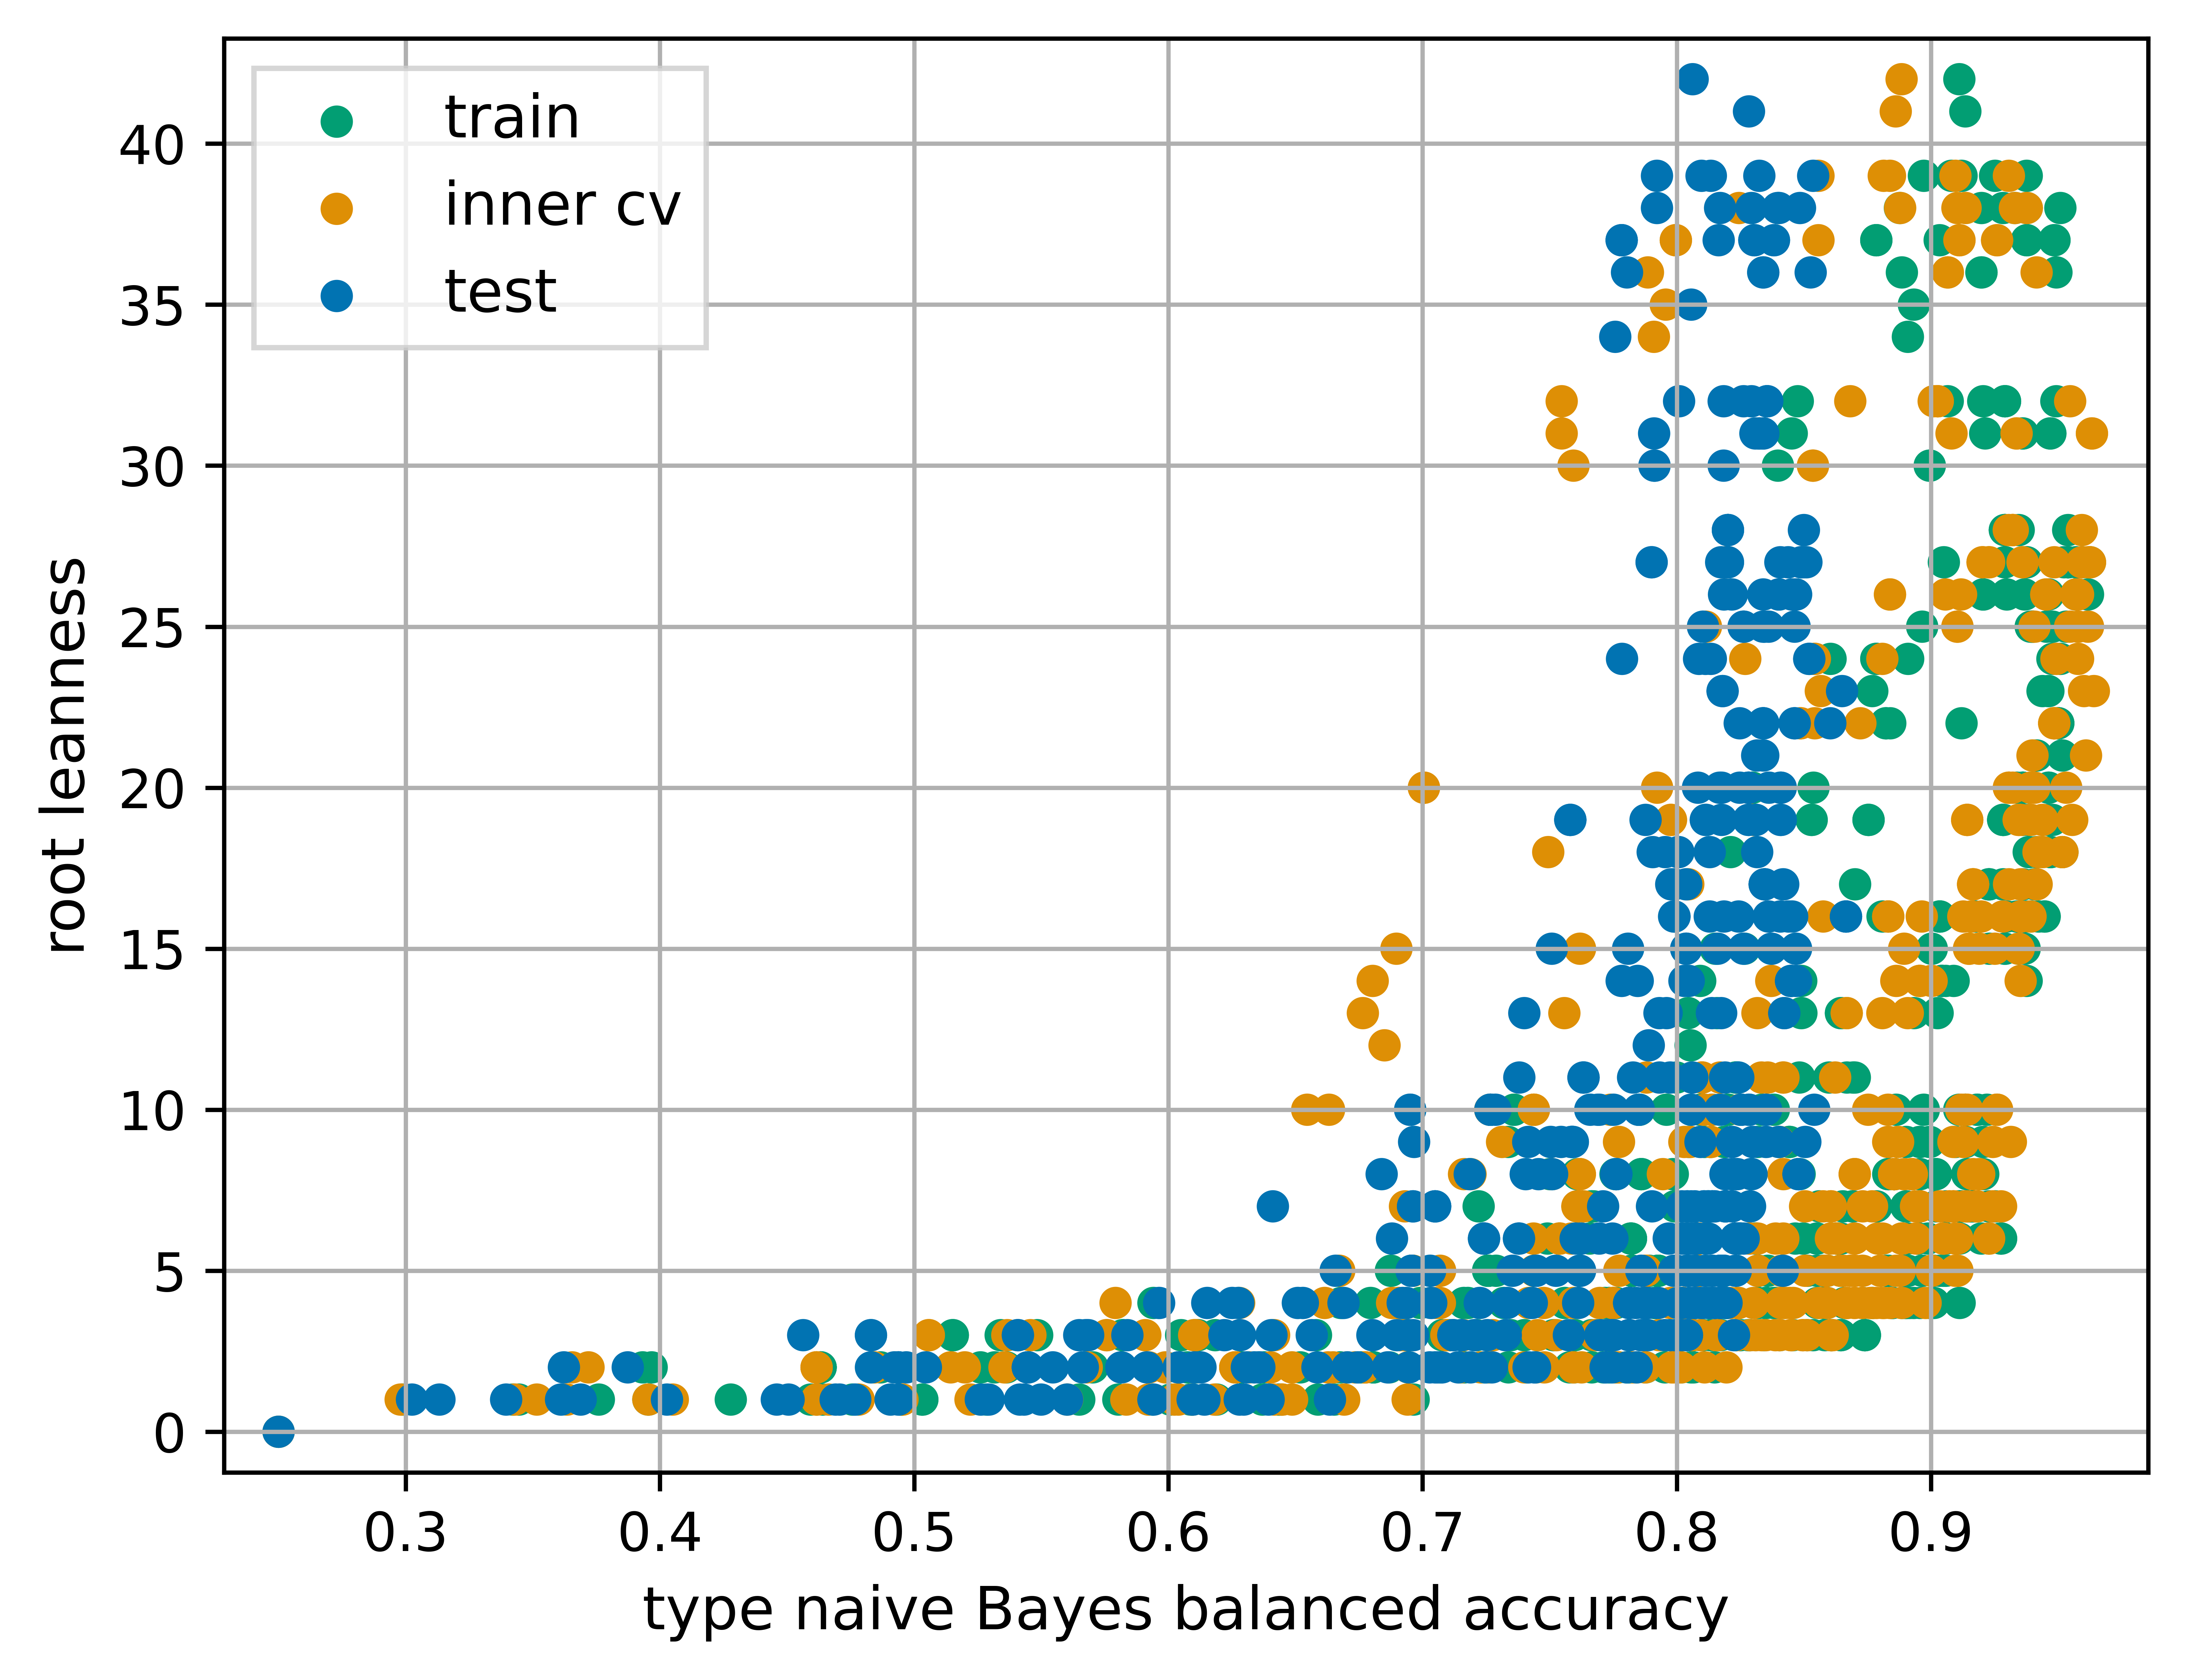 train
inner cv
test
40
35
30
25
20
15
10
5
0
root leanness
0.3 0.4 0.5 0.6 0.7 0.8 0.9
type naive Bayes balanced accuracy